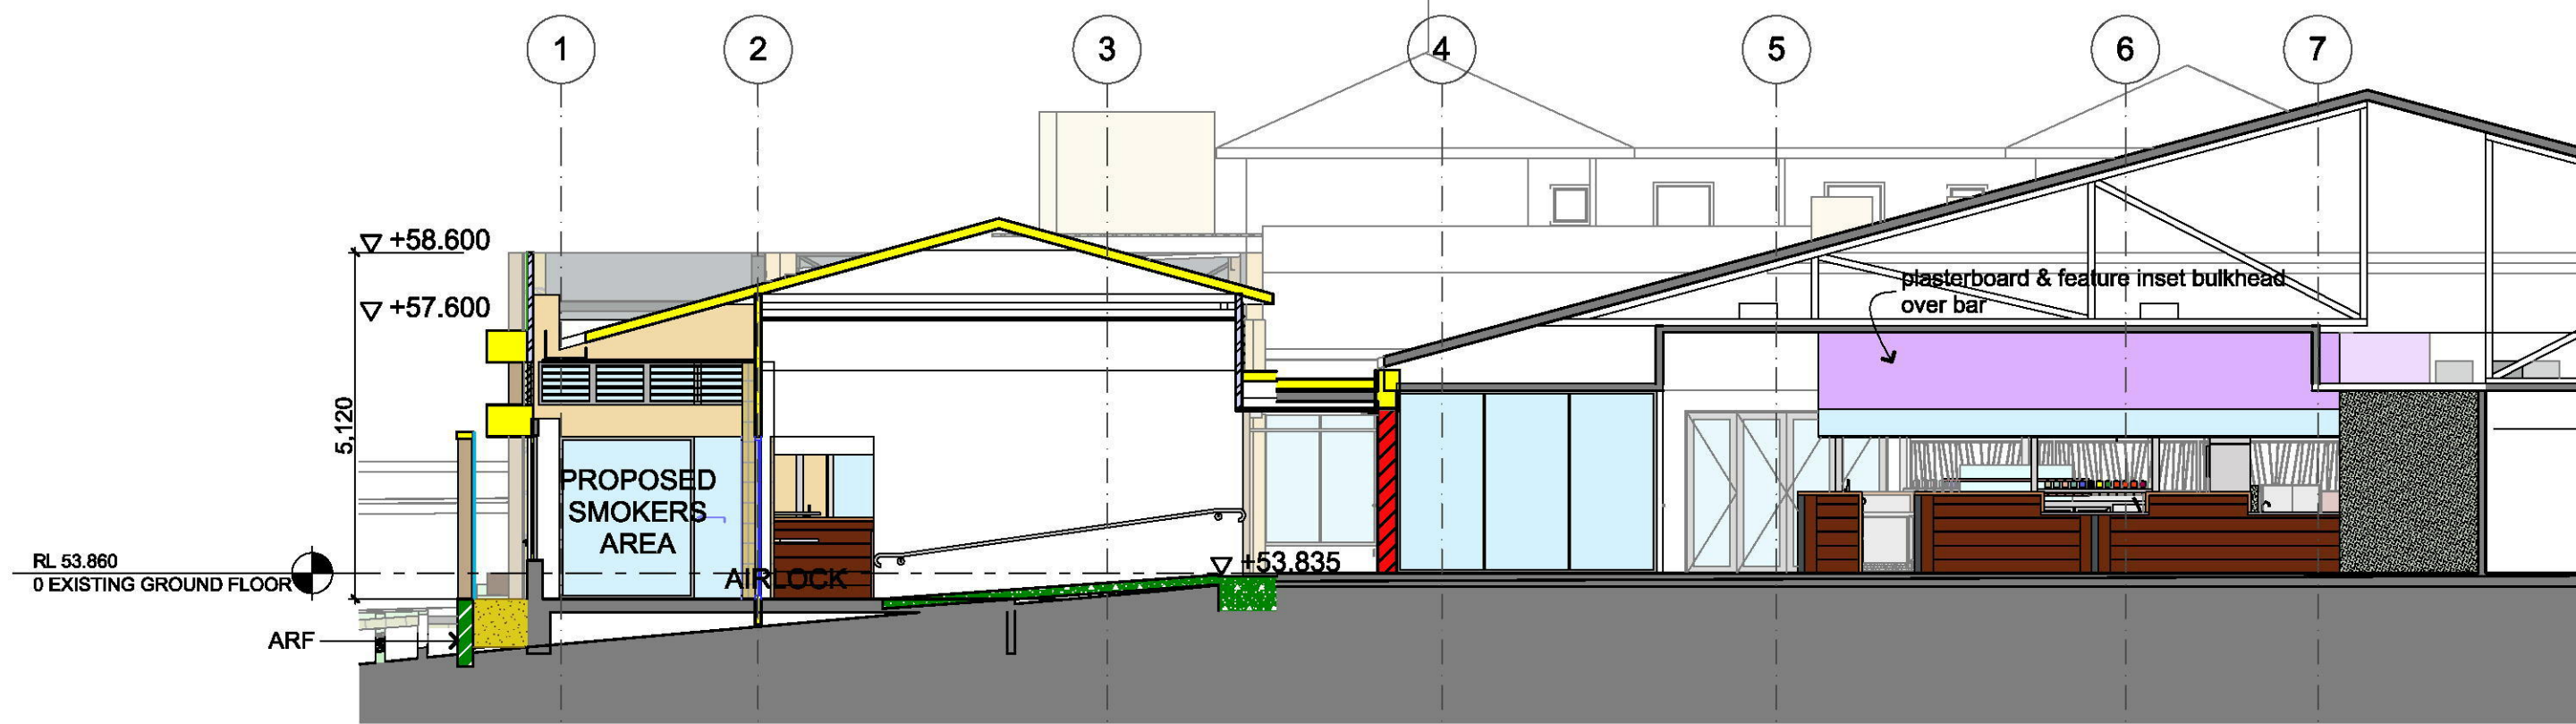 1 2 3 4 5 6 7
+58.600
+57.600
plasterboard & feature inset bulkhead
over bar
5,120
PROPOSED
SMOKERS
AREA
AIRLOCK
+53.835
RL 53.860
0 EXISTING GROUND FLOOR
ARF